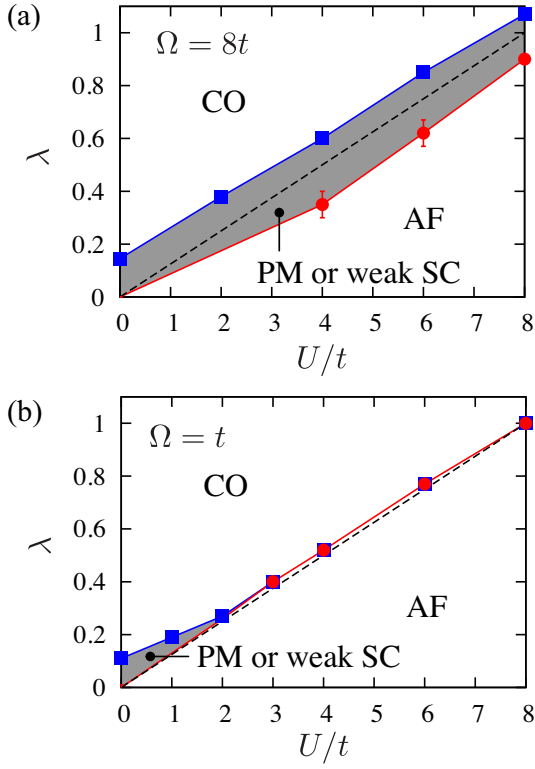 (a)
Ω = 8t
CO
AF
PM or weak SC
λ
1
0.8
0.6
0.4
0.2
0
0 1 2 3 4 5 6 7 8
U/t
(b)
Ω = t
CO
AF
PM or weak SC
λ
1
0.8
0.6
0.4
0.2
0
0 1 2 3 4 5 6 7 8
U/t